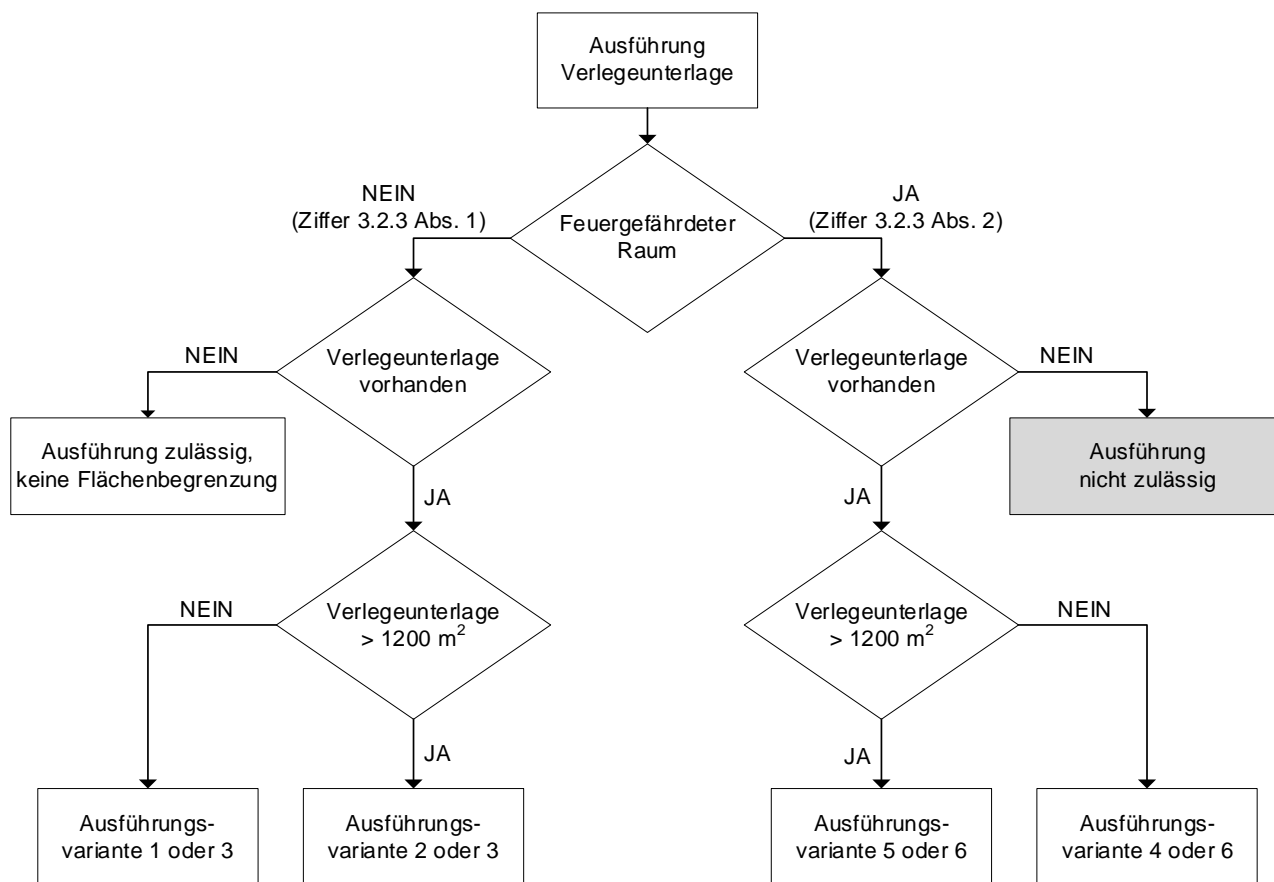 Ausführung
Verlegeunterlage
NEIN
(Ziffer 3.2.3 Abs. 1)
Feuergefährdeter
Raum
JA
(Ziffer 3.2.3 Abs. 2)
NEIN
Verlegeunterlage
vorhanden
Verlegeunterlage
vorhanden
NEIN
Ausführung zulässig,
keine Flächenbegrenzung
Ausführung
nicht zulässig
JA
JA
NEIN
Verlegeunterlage
> 1200 m²
Verlegeunterlage
> 1200 m²
NEIN
JA
JA
Ausführungs-
variante 1 oder 3
Ausführungs-
variante 2 oder 3
Ausführungs-
variante 5 oder 6
Ausführungs-
variante 4 oder 6